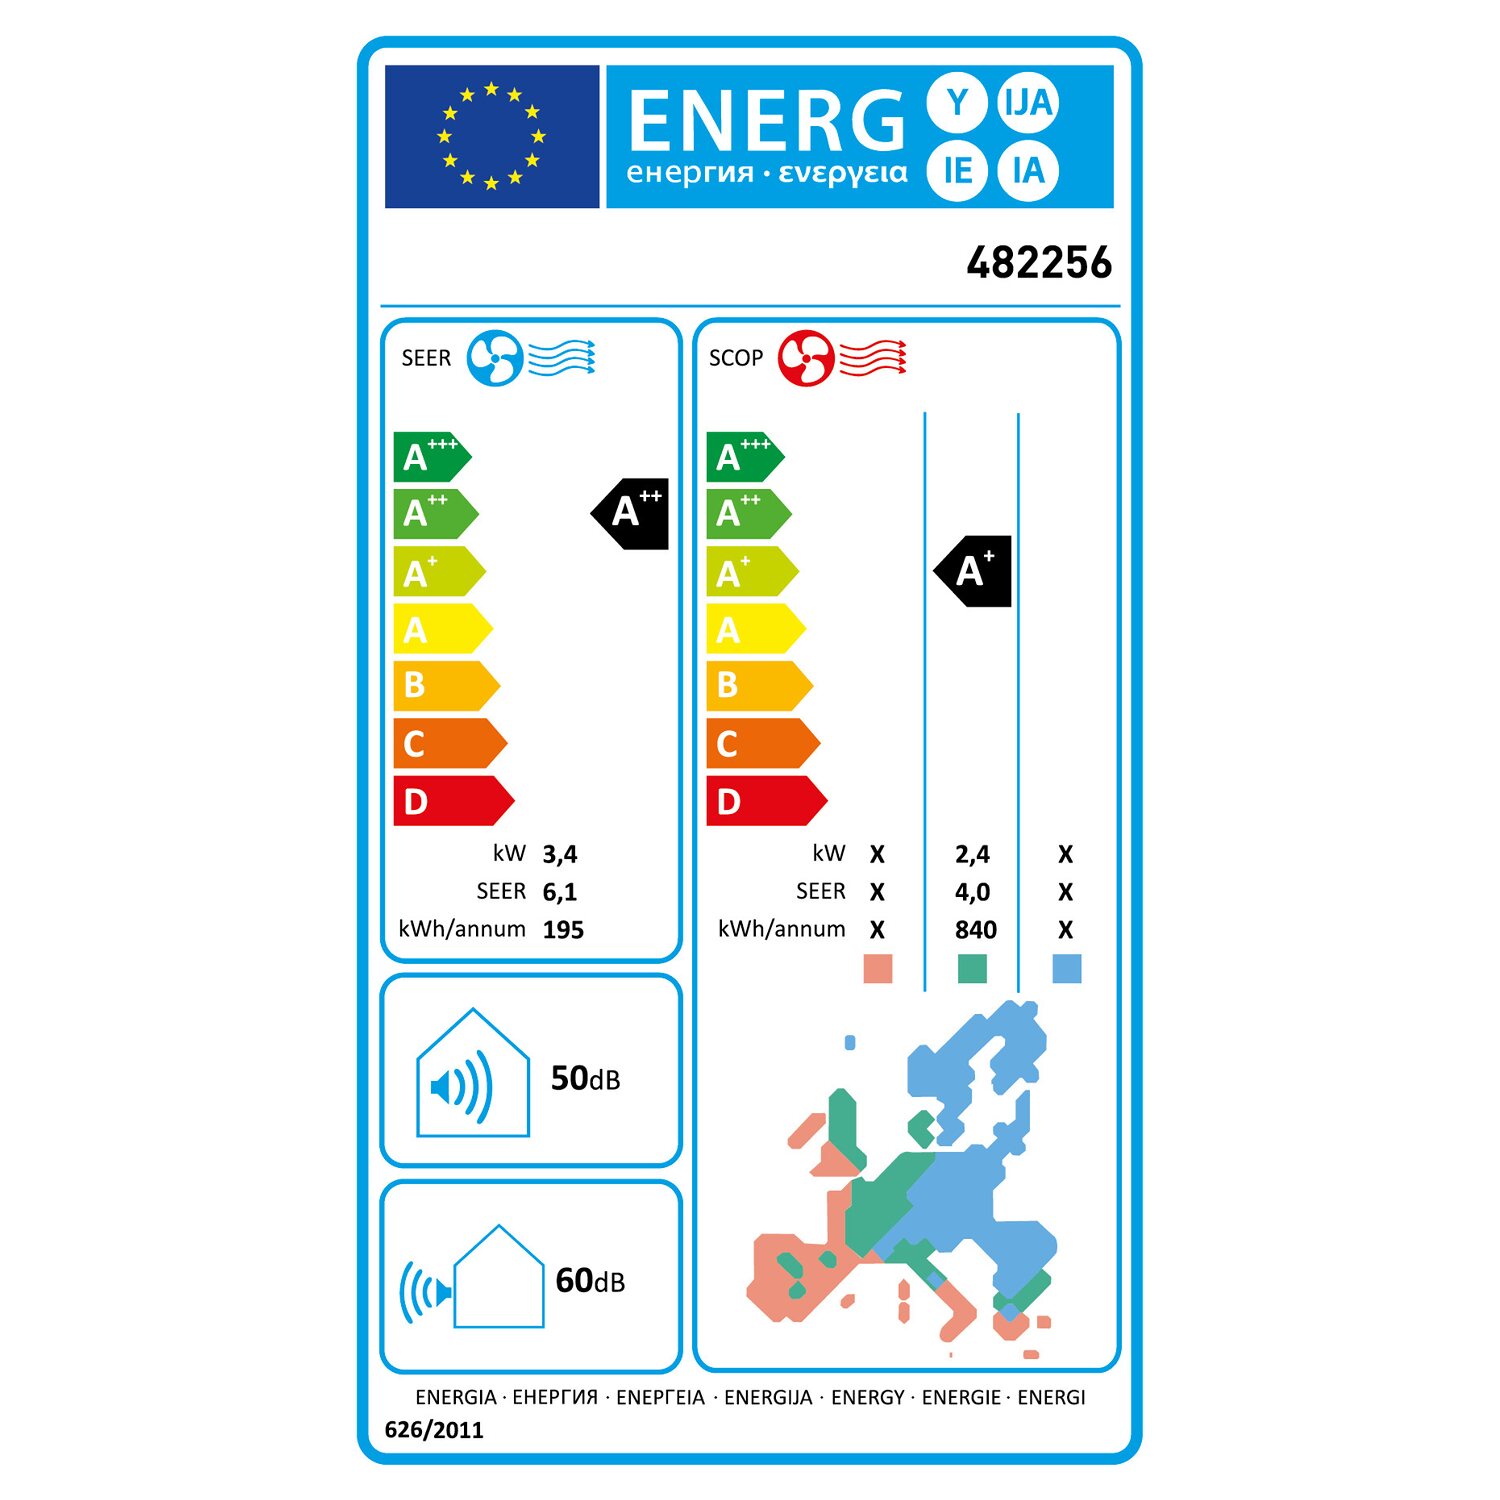 ENERG
енергия · ενεργεια
Y IJA
IE IA
482256
SEER
A+++
A++
A+
A
B
C
D
A++
kW 3,4
SEER 6,1
kWh/annum 195
SCOP
A+++
A++
A+
A
B
C
D
A+
kW X 2,4 X
SEER X 4,0 X
kWh/annum X 840 X
50dB
60dB
ENERGIA · ЕНЕРГИЯ · ΕΝΕΡΓΕΙΑ · ENERGIJA · ENERGY · ENERGIE · ENERGI
626/2011